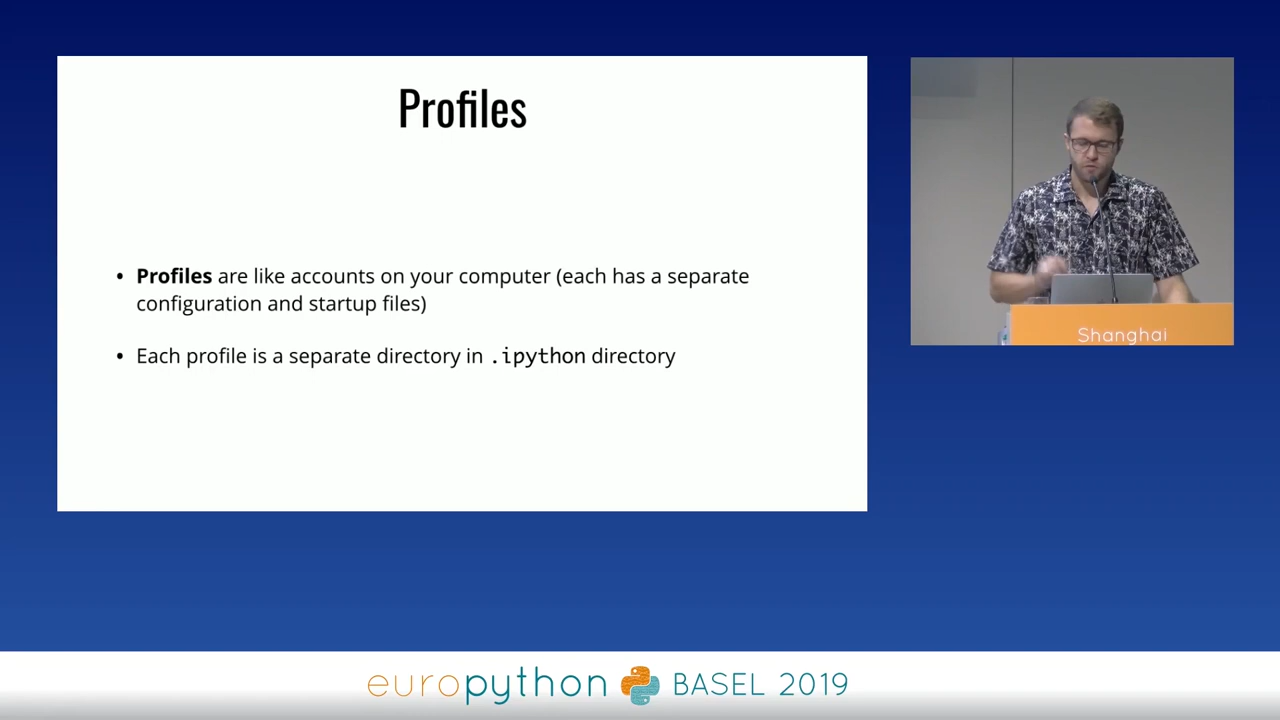 Profiles
• Profiles are like accounts on your computer (each has a separate
configuration and startup files)
• Each profile is a separate directory in .ipython directory
Shanghai
europython BASEL 2019